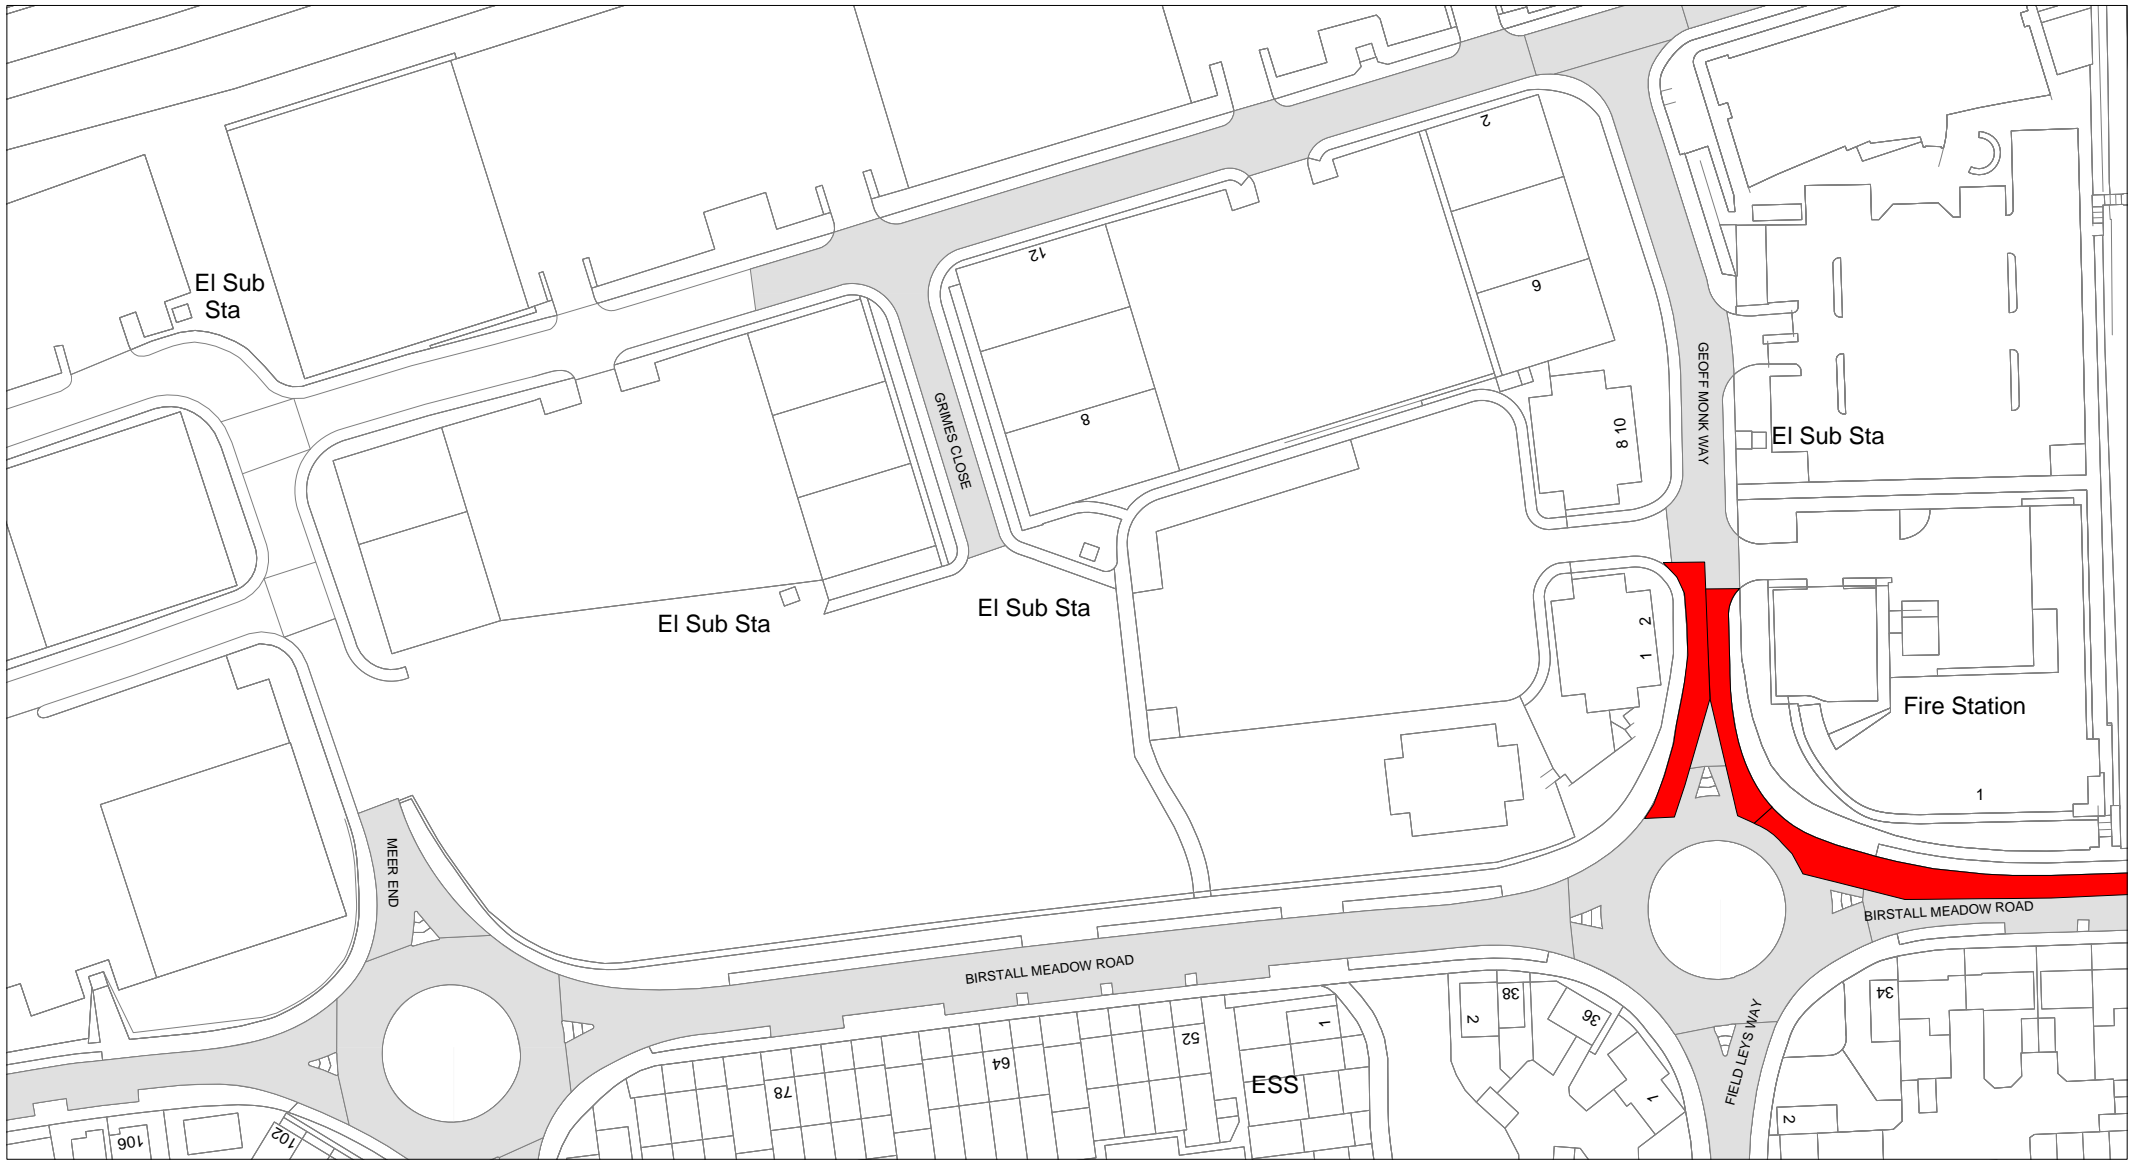 2
12
El Sub
Sta
6
GEOFF MONK WAY
GRIMES CLOSE
8
8 10
El Sub Sta
El Sub Sta
El Sub Sta
2
1
Fire Station
1
MEER END
BIRSTALL MEADOW ROAD
BIRSTALL MEADOW ROAD
38
2
36
34
1
52
64
78
ESS
FIELD LEYS WAY
1
2
106
102